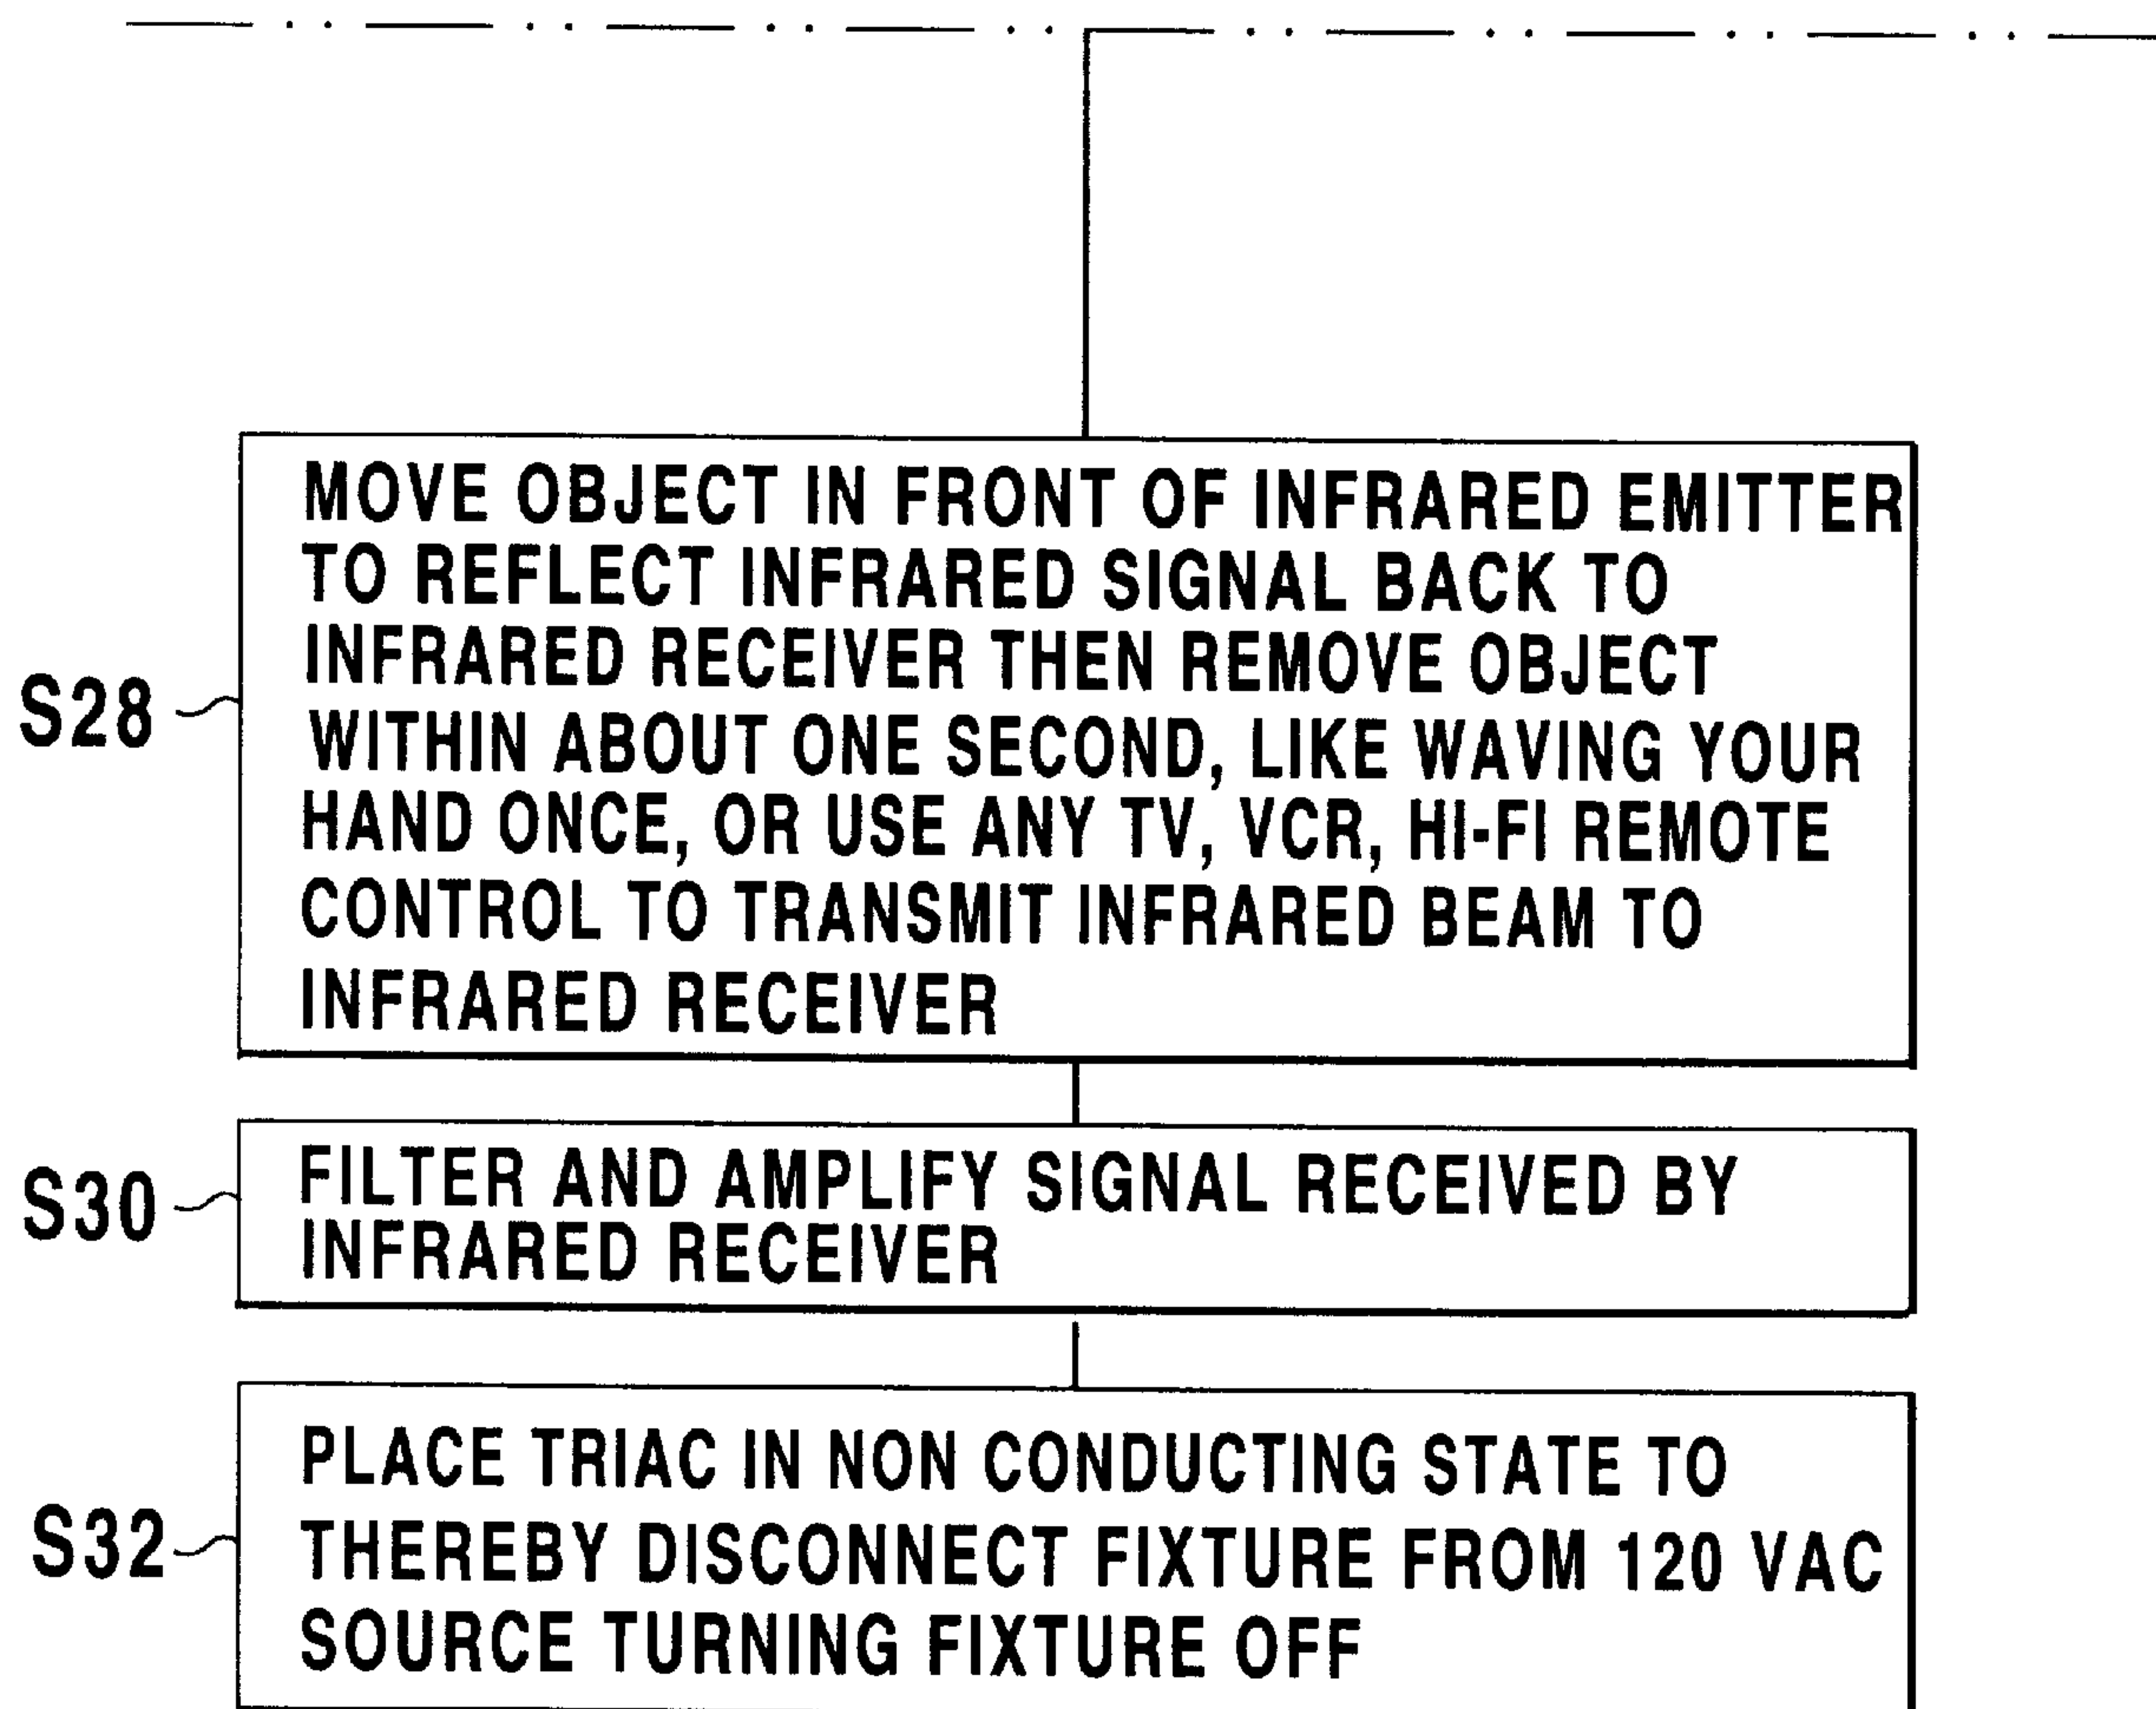 MOVE OBJECT IN FRONT OF INFRARED EMITTER
TO REFLECT INFRARED SIGNAL BACK TO
INFRARED RECEIVER THEN REMOVE OBJECT
S28
WITHIN ABOUT ONE SECOND, LIKE WAVING YOUR
HAND ONCE, OR USE ANY TV, VCR, HI-FI REMOTE
CONTROL TO TRANSMIT INFRARED BEAM TO
INFRARED RECEIVER
S30
FILTER AND AMPLIFY SIGNAL RECEIVED BY
INFRARED RECEIVER
PLACE TRIAC IN NON CONDUCTING STATE TO
S32
THEREBY DISCONNECT FIXTURE FROM 120 VAC
SOURCE TURNING FIXTURE OFF